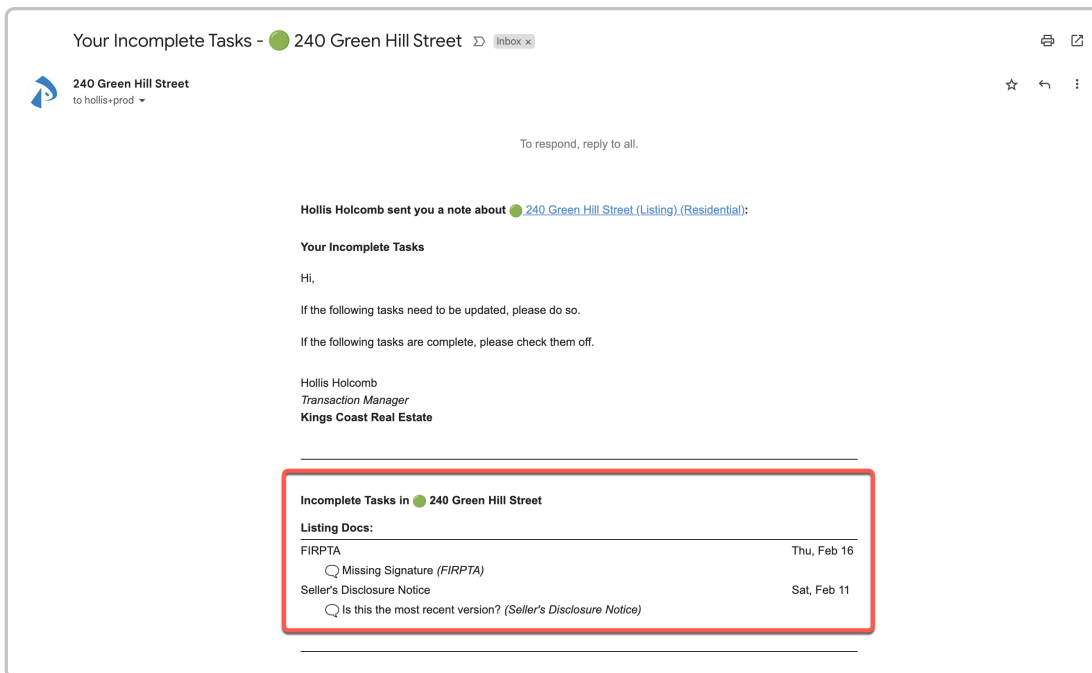 Your Incomplete Tasks - 🟢 240 Green Hill Street Inbox ×
240 Green Hill Street
to hollis+prod
To respond, reply to all.
Hollis Holcomb sent you a note about 🟢 240 Green Hill Street (Listing) (Residential):
Your Incomplete Tasks
Hi,
If the following tasks need to be updated, please do so.
If the following tasks are complete, please check them off.
Hollis Holcomb
Transaction Manager
Kings Coast Real Estate
Incomplete Tasks in 🟢 240 Green Hill Street
Listing Docs:
FIRPTA Thu, Feb 16
Missing Signature (FIRPTA)
Seller's Disclosure Notice Sat, Feb 11
Is this the most recent version? (Seller's Disclosure Notice)